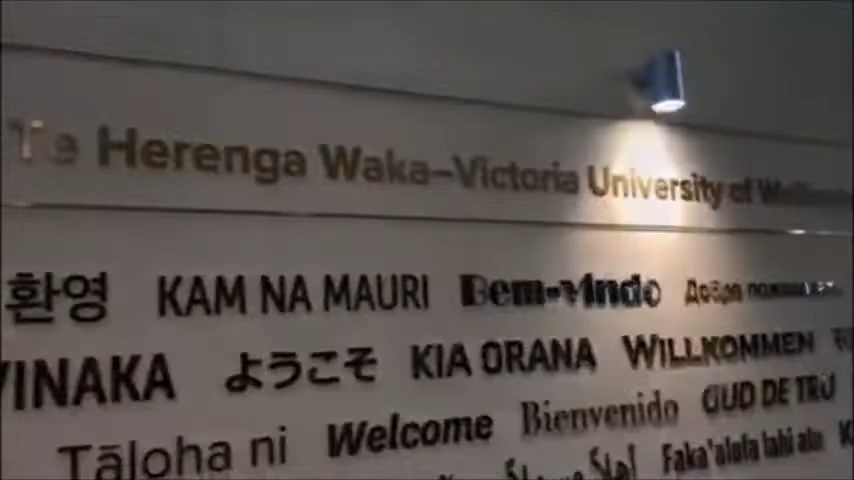 Te Herenga Waka–Victoria University of
환영 KAM NA MAURI Bem-vindo Добро
VINAKA ようこそ KIA ORANA WILLKOMMEN
Tāloha ni Welcome Bienvenido GUD DE TRU
Faka'alofa lahi atu